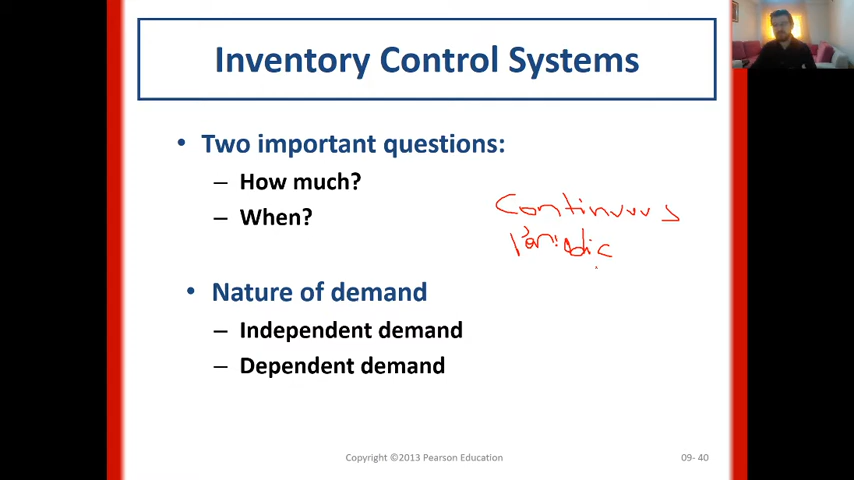 Inventory Control Systems
• Two important questions:
– How much?
– When?
Continuous
Periodic
• Nature of demand
– Independent demand
– Dependent demand
Copyright ©2013 Pearson Education
09- 40